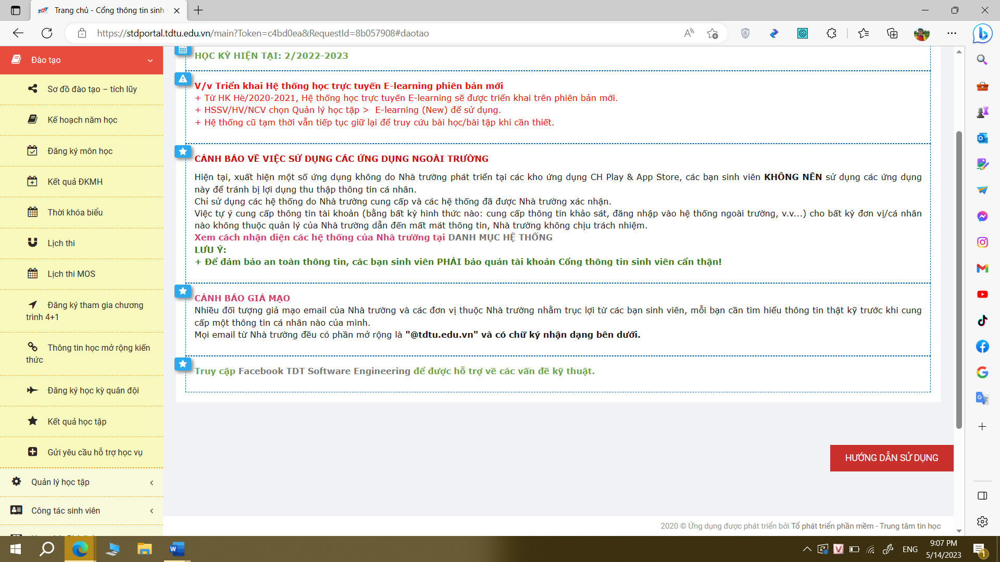 Trang chủ - Cổng thông tin sinh
https://stdportal.tdtu.edu.vn/main?Token=c4bd0ea&RequestId=8b057908#daotao
Đào tạo
Sơ đồ đào tạo – tích lũy
Kế hoạch năm học
Đăng ký môn học
Kết quả ĐKMH
Thời khóa biểu
Lịch thi
Lịch thi MOS
Đăng ký tham gia chương
trình 4+1
Thông tin học mở rộng kiến
thức
Đăng ký học kỳ quân đội
Kết quả học tập
Gửi yêu cầu hỗ trợ học vụ
Quản lý học tập
Công tác sinh viên
HỌC KỲ HIỆN TẠI: 2/2022-2023
V/v Triển khai Hệ thống học trực tuyến E-learning phiên bản mới
+ Từ HK Hè/2020-2021, Hệ thống học trực tuyến E-learning sẽ được triển khai trên phiên bản mới.
+ HSSV/HV/NCV chọn Quản lý học tập > E-learning (New) để sử dụng.
+ Hệ thống cũ tạm thời vẫn tiếp tục giữ lại để truy cứu bài học/bài tập khi cần thiết.
CẢNH BÁO VỀ VIỆC SỬ DỤNG CÁC ỨNG DỤNG NGOÀI TRƯỜNG
Hiện tại, xuất hiện một số ứng dụng không do Nhà trường phát triển tại các kho ứng dụng CH Play & App Store, các bạn sinh viên KHÔNG NÊN sử dụng các ứng dụng
này để tránh bị lợi dụng thu thập thông tin cá nhân.
Chỉ sử dụng các hệ thống do Nhà trường cung cấp và các hệ thống đã được Nhà trường xác nhận.
Việc tự ý cung cấp thông tin tài khoản (bằng bất kỳ hình thức nào: cung cấp thông tin khảo sát, đăng nhập vào hệ thống ngoài trường, v.v...) cho bất kỳ đơn vị/cá nhân
nào không thuộc quản lý của Nhà trường dẫn đến mất mát thông tin, Nhà trường không chịu trách nhiệm.
Xem cách nhận diện các hệ thống của Nhà trường tại DANH MỤC HỆ THỐNG
LƯU Ý:
+ Để đảm bảo an toàn thông tin, các bạn sinh viên PHẢI bảo quản tài khoản Cổng thông tin sinh viên cẩn thận!
CẢNH BÁO GIẢ MẠO
Nhiều đối tượng giả mạo email của Nhà trường và các đơn vị thuộc Nhà trường nhằm trục lợi từ các bạn sinh viên, mỗi bạn cần tìm hiểu thông tin thật kỹ trước khi cung
cấp một thông tin cá nhân nào của mình.
Mọi email từ Nhà trường đều có phần mở rộng là "@tdtu.edu.vn" và có chữ ký nhận dạng bên dưới.
Truy cập Facebook TDT Software Engineering để được hỗ trợ về các vấn đề kỹ thuật.
HƯỚNG DẪN SỬ DỤNG
2020 © Ứng dụng được phát triển bởi Tổ phát triển phần mềm - Trung tâm tin học
ENG
9:07 PM
5/14/2023
1